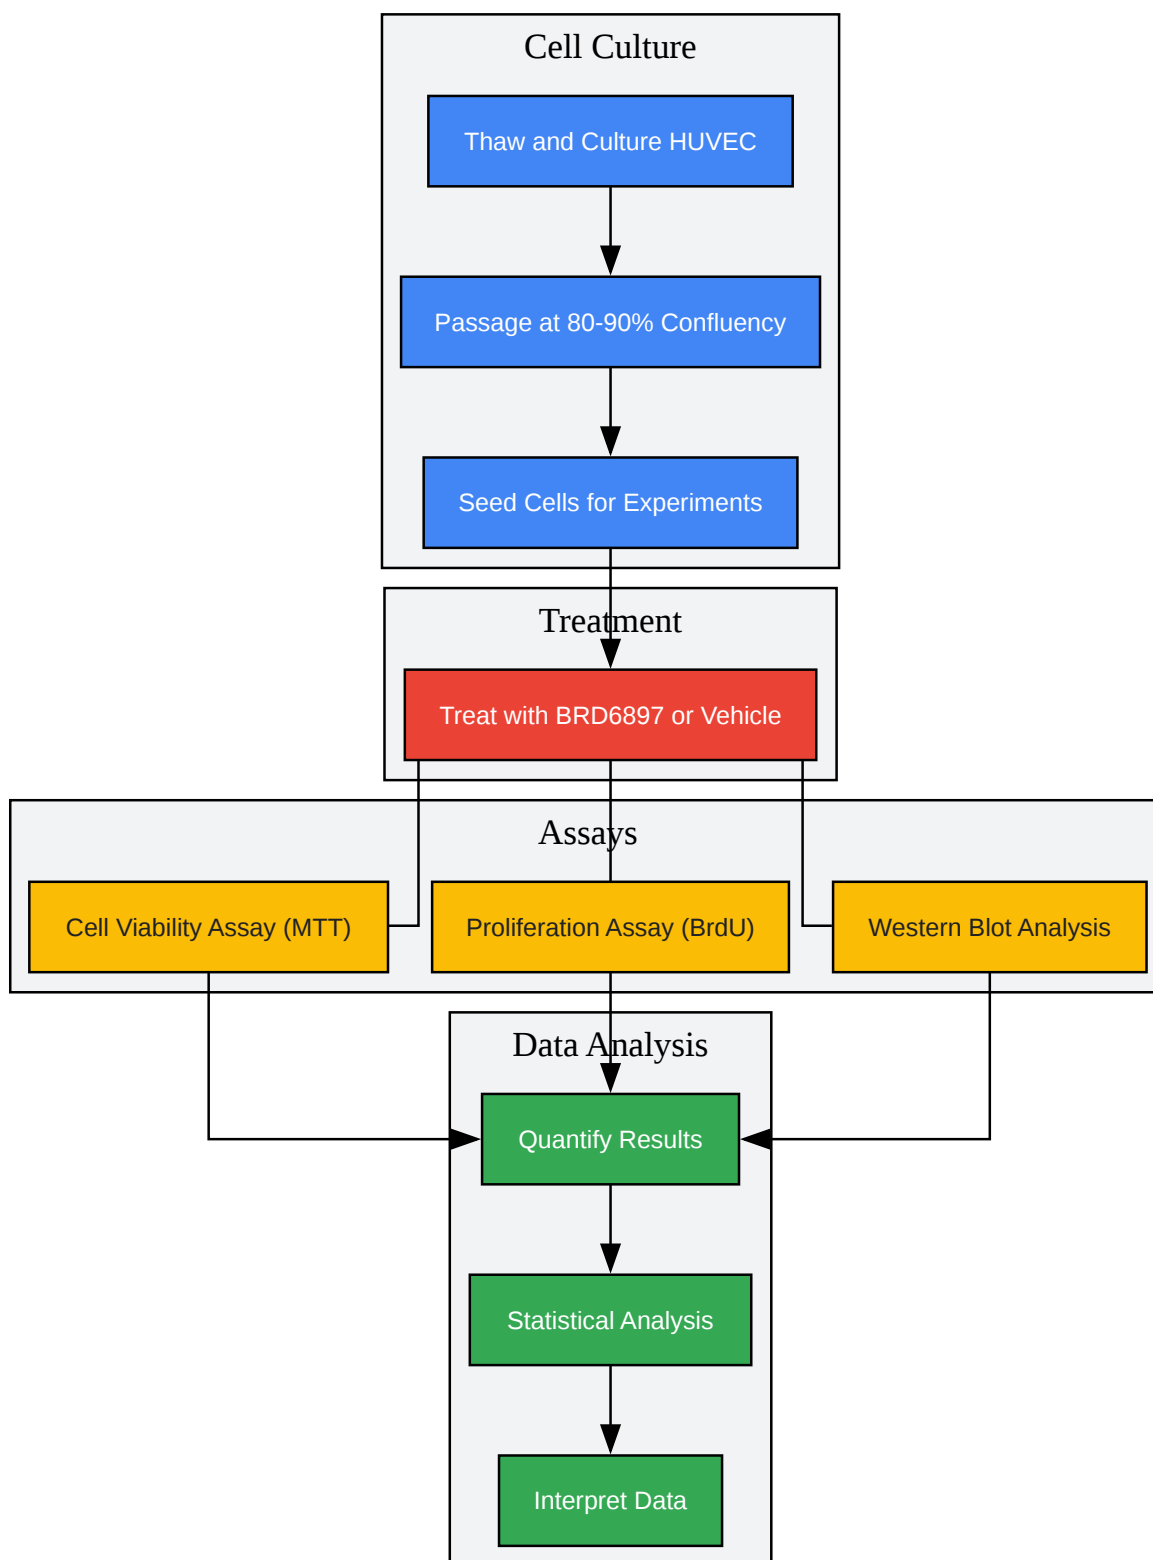 Cell Culture
Thaw and Culture HUVEC
Passage at 80-90% Confluency
Seed Cells for Experiments
Treatment
Treat with BRD6897 or Vehicle
Assays
Cell Viability Assay (MTT)
Proliferation Assay (BrdU)
Western Blot Analysis
Data Analysis
Quantify Results
Statistical Analysis
Interpret Data